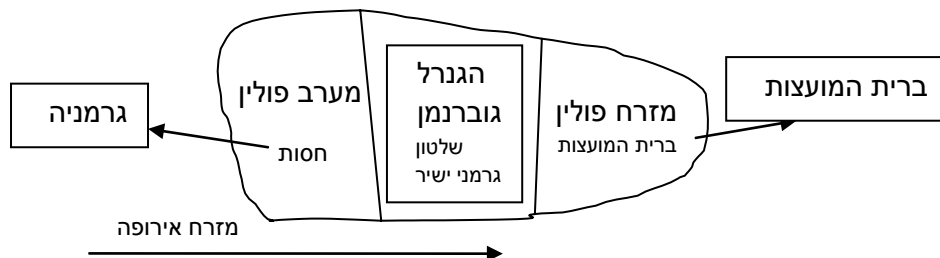 ברית המועצות
מזרח פולין
ברית המועצות
הגנרל
גוברנמן
שלטון
גרמני ישיר
מערב פולין
חסות
גרמניה
מזרח אירופה